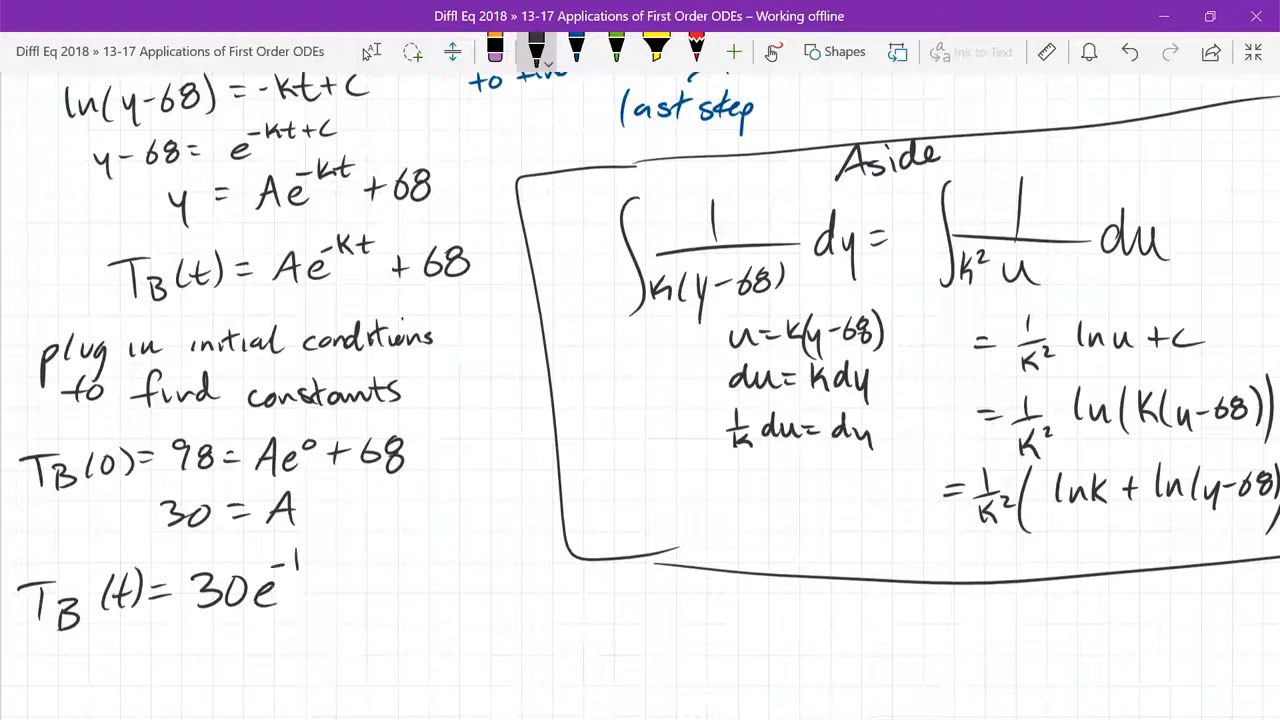 Diffl Eq 2018 » 13-17 Applications of First Order ODEs – Working offline
Diffl Eq 2018 » 13-17 Applications of First Order ODEs
Shapes
Ink to Text
ln(y-68) = -kt+C
y-68 = e^{-kt+C}
y = Ae^{-kt} +68
T_B(t) = Ae^{-kt} + 68
plug in initial conditions
to find constants
T_B(0) = 98 = Ae^0 + 68
30 = A
T_B (t) = 30e^{-1
last step
Aside
∫ 1/(k(y-68)) dy = ∫ 1/(k² u) du
u = k(y-68)
du = kdy
1/k du = dy
= 1/k² ln u + C
= 1/k² ln(k(y-68))
= 1/k² ( ln k + ln(y-68)